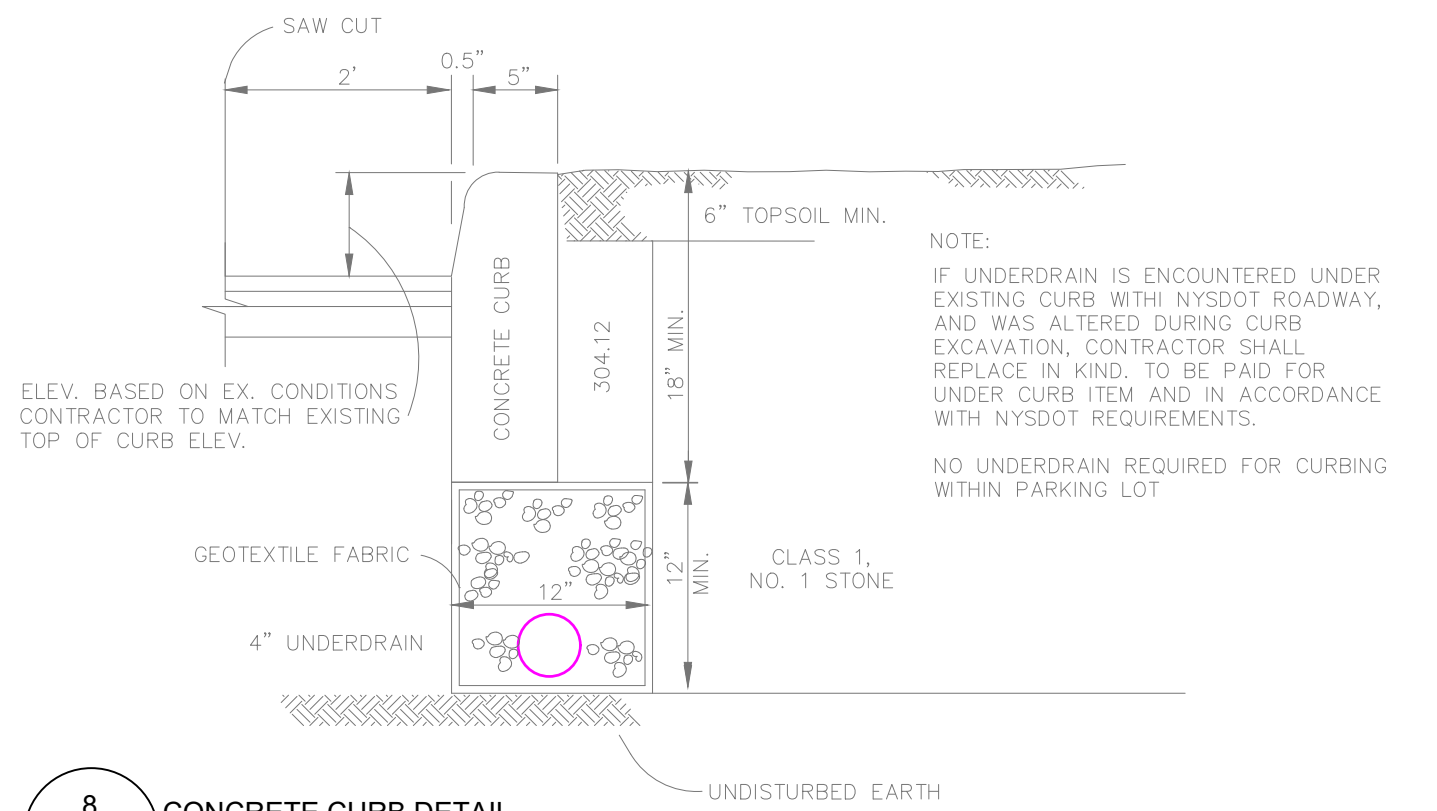 SAW CUT
0.5”
2'
5”
6” TOPSOIL MIN.
NOTE:
IF UNDERDRAIN IS ENCOUNTERED UNDER
EXISTING CURB WITHI NYSDOT ROADWAY,
AND WAS ALTERED DURING CURB
EXCAVATION, CONTRACTOR SHALL
REPLACE IN KIND. TO BE PAID FOR
UNDER CURB ITEM AND IN ACCORDANCE
WITH NYSDOT REQUIREMENTS.
NO UNDERDRAIN REQUIRED FOR CURBING
WITHIN PARKING LOT
CONCRETE CURB
304.12
18” MIN.
ELEV. BASED ON EX. CONDITIONS
CONTRACTOR TO MATCH EXISTING
TOP OF CURB ELEV.
GEOTEXTILE FABRIC
12”
MIN.
CLASS 1,
NO. 1 STONE
12”
4” UNDERDRAIN
UNDISTURBED EARTH
8
CONCRETE CURB DETAIL